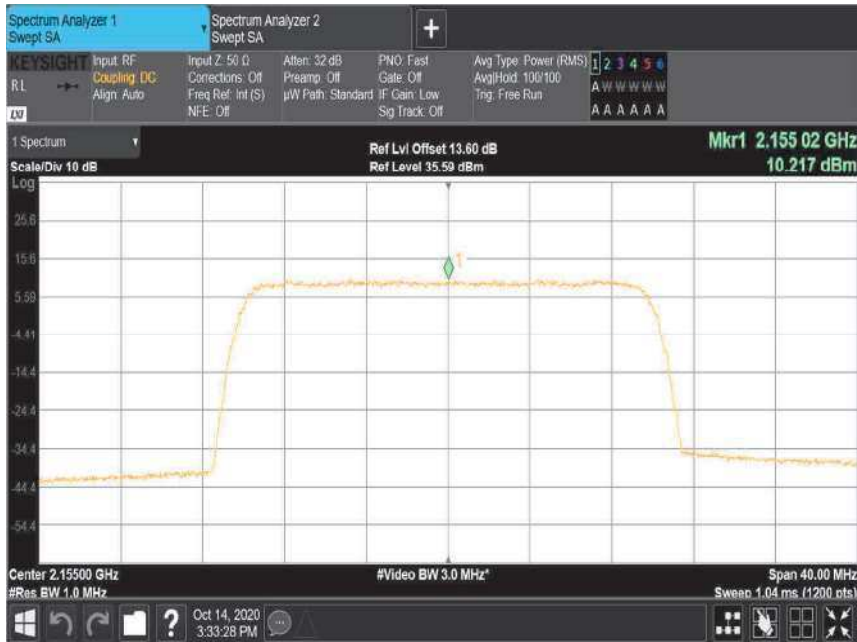 Spectrum Analyzer 1
Swept SA
Spectrum Analyzer 2
Swept SA
+
KEYSIGHT
RL
LXI
Input: RF
Coupling: DC
Align: Auto
Input Z: 50 Ω
Corrections: Off
Freq Ref: Int (S)
NFE: Off
Atten: 32 dB
Preamp: Off
µW Path: Standard
PNO: Fast
Gate: Off
IF Gain: Low
Sig Track: Off
Avg Type: Power (RMS)
Avg|Hold: 100/100
Trig: Free Run
1 2 3 4 5 6
A W W W W W
A A A A A A
1 Spectrum
Scale/Div 10 dB
Log
Ref Lvl Offset 13.60 dB
Ref Level 35.59 dBm
Mkr1 2.155 02 GHz
10.217 dBm
1
25.6
15.6
5.59
-4.41
-14.4
-24.4
-34.4
-44.4
-54.4
Center 2.15500 GHz
#Res BW 1.0 MHz
#Video BW 3.0 MHz*
Span 40.00 MHz
Sweep 1.04 ms (1200 pts)
?
Oct 14, 2020
3:33:28 PM